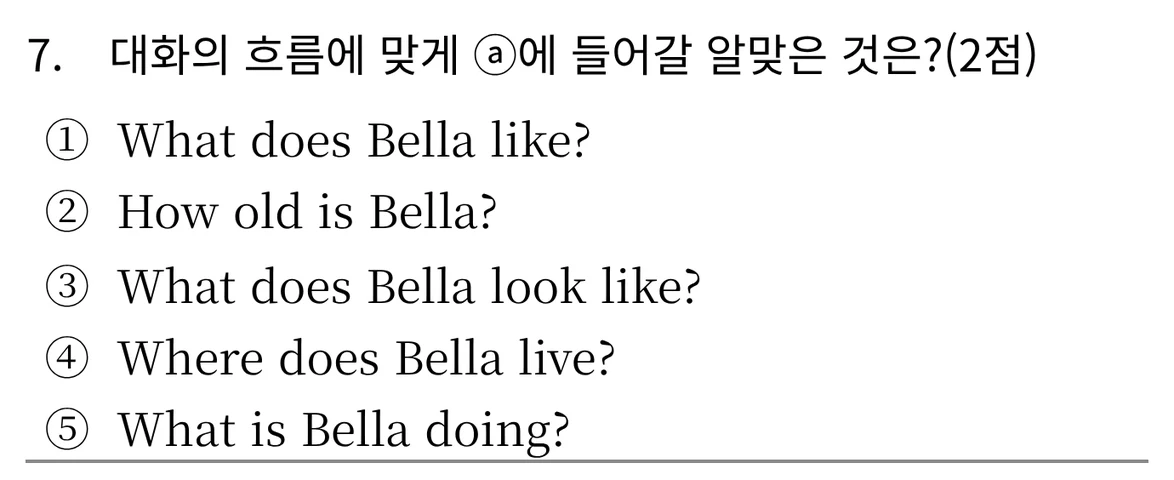 7. 대화의 흐름에 맞게 ⓐ에 들어갈 알맞은 것은?(2점)
① What does Bella like?
② How old is Bella?
③ What does Bella look like?
④ Where does Bella live?
⑤ What is Bella doing?